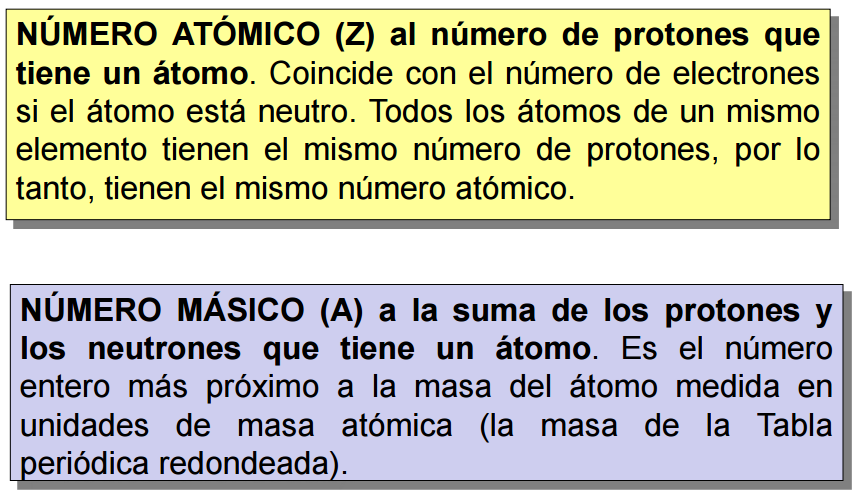 NÚMERO ATÓMICO (Z) al número de protones que
tiene un átomo. Coincide con el número de electrones
si el átomo está neutro. Todos los átomos de un mismo
elemento tienen el mismo número de protones, por lo
tanto, tienen el mismo número atómico.
NÚMERO MÁSICO (A) a la suma de los protones y
los neutrones que tiene un átomo. Es el número
entero más próximo a la masa del átomo medida en
unidades de masa atómica (la masa de la Tabla
periódica redondeada).